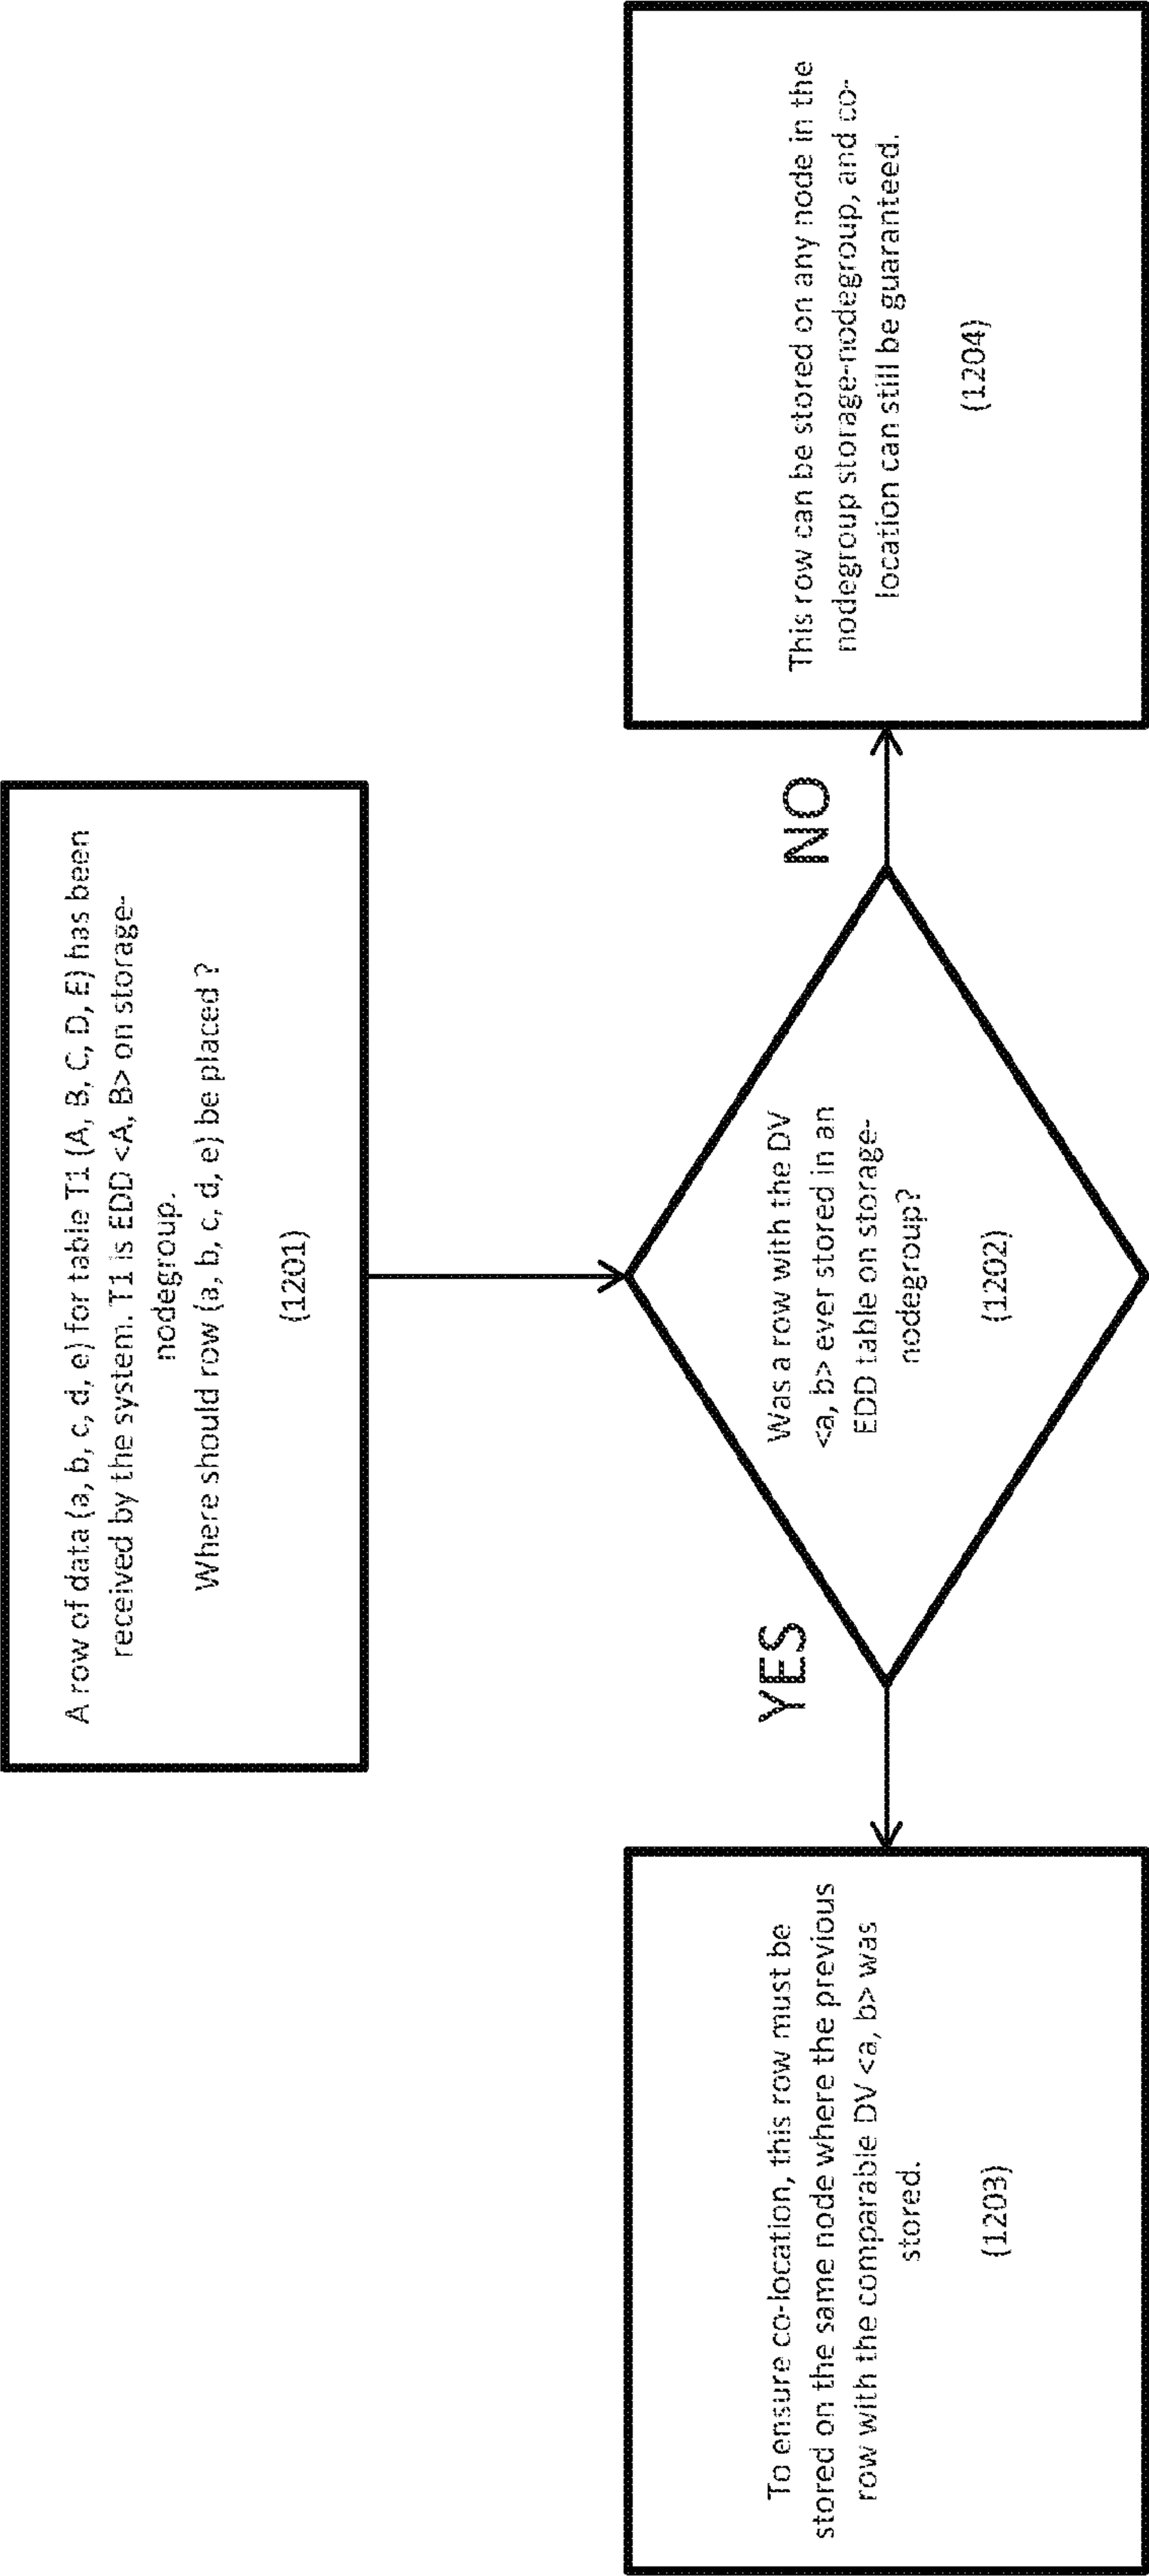 A row of data (a, b, c, d, e) for table T1 (A, B, C, D, E) has been
received by the system. T1 is EDD <A, B> on storage-
nodegroup.
Where should row (a, b, c, d, e) be placed ?
(1201)
Was a row with the DV
<a, b> ever stored in an
EDD table on storage-
nodegroup?
(1202)
YES
NO
To ensure co-location, this row must be
stored on the same node where the previous
row with the comparable DV <a, b> was
stored.
(1203)
This row can be stored on any node in the
nodegroup storage-nodegroup, and co-
location can still be guaranteed.
(1204)